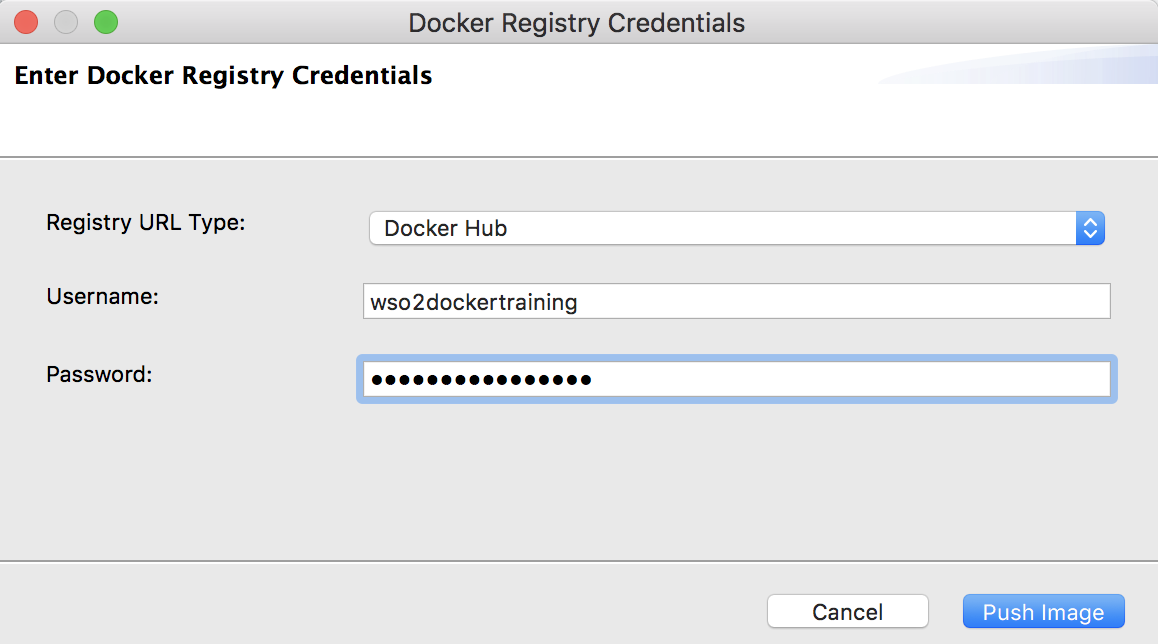 Docker Registry Credentials
Enter Docker Registry Credentials
Registry URL Type: Docker Hub
Username: wso2dockertraining
Password: ••••••••••••••••
Cancel Push Image